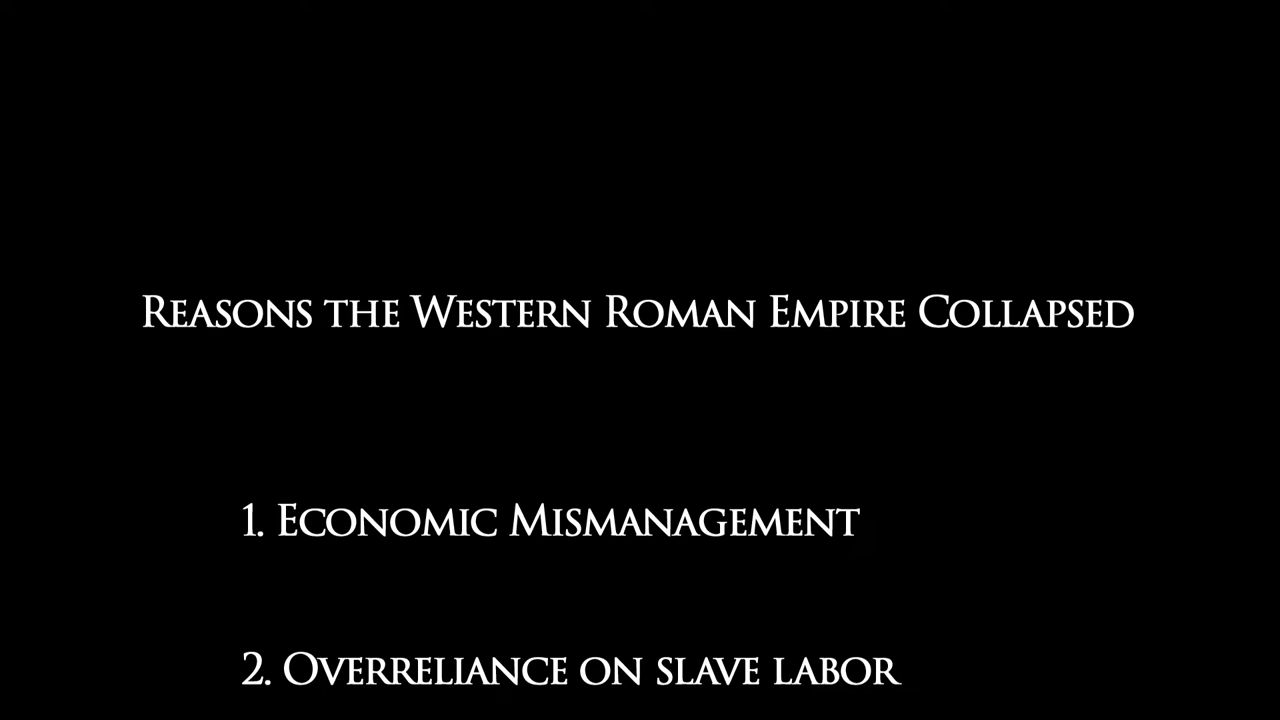 Reasons the Western Roman Empire Collapsed
1. Economic Mismanagement
2. Overreliance on slave labor